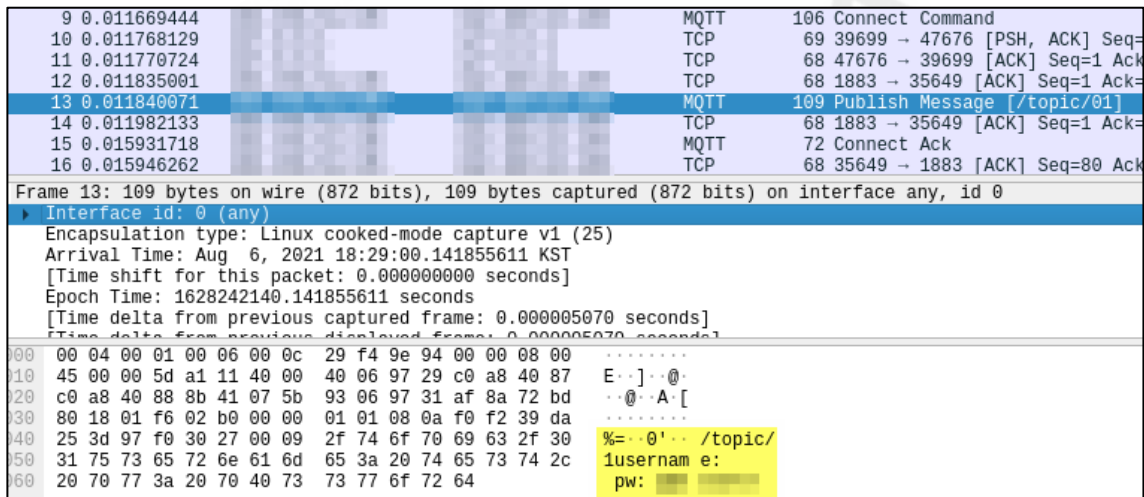 9 0.011669444 MQTT 106 Connect Command
10 0.011768129 TCP 69 39699 → 47676 [PSH, ACK] Seq=
11 0.011770724 TCP 68 47676 → 39699 [ACK] Seq=1 Ack
12 0.011835001 TCP 68 1883 → 35649 [ACK] Seq=1 Ack=
13 0.011840071 MQTT 109 Publish Message [/topic/01]
14 0.011982133 TCP 68 1883 → 35649 [ACK] Seq=1 Ack=
15 0.015931718 MQTT 72 Connect Ack
16 0.015946262 TCP 68 35649 → 1883 [ACK] Seq=80 Ack
Frame 13: 109 bytes on wire (872 bits), 109 bytes captured (872 bits) on interface any, id 0
Interface id: 0 (any)
Encapsulation type: Linux cooked-mode capture v1 (25)
Arrival Time: Aug 6, 2021 18:29:00.141855611 KST
[Time shift for this packet: 0.000000000 seconds]
Epoch Time: 1628242140.141855611 seconds
[Time delta from previous captured frame: 0.000005070 seconds]
[Time delta from previous displayed frame: 0.000005070 seconds]
000 00 04 00 01 00 06 00 0c 29 f4 9e 94 00 00 08 00 ········
010 45 00 00 5d a1 11 40 00 40 06 97 29 c0 a8 40 87 E··]··@·
020 c0 a8 40 88 8b 41 07 5b 93 06 97 31 af 8a 72 bd ··@··A·[
030 80 18 01 f6 02 b0 00 00 01 01 08 0a f0 f2 39 da ········
040 25 3d 97 f0 30 27 00 09 2f 74 6f 70 69 63 2f 30 %=··0'·· /topic/
050 31 75 73 65 72 6e 61 6d 65 3a 20 74 65 73 74 2c 1usernam e:
060 20 70 77 3a 20 70 40 73 73 77 6f 72 64 pw: